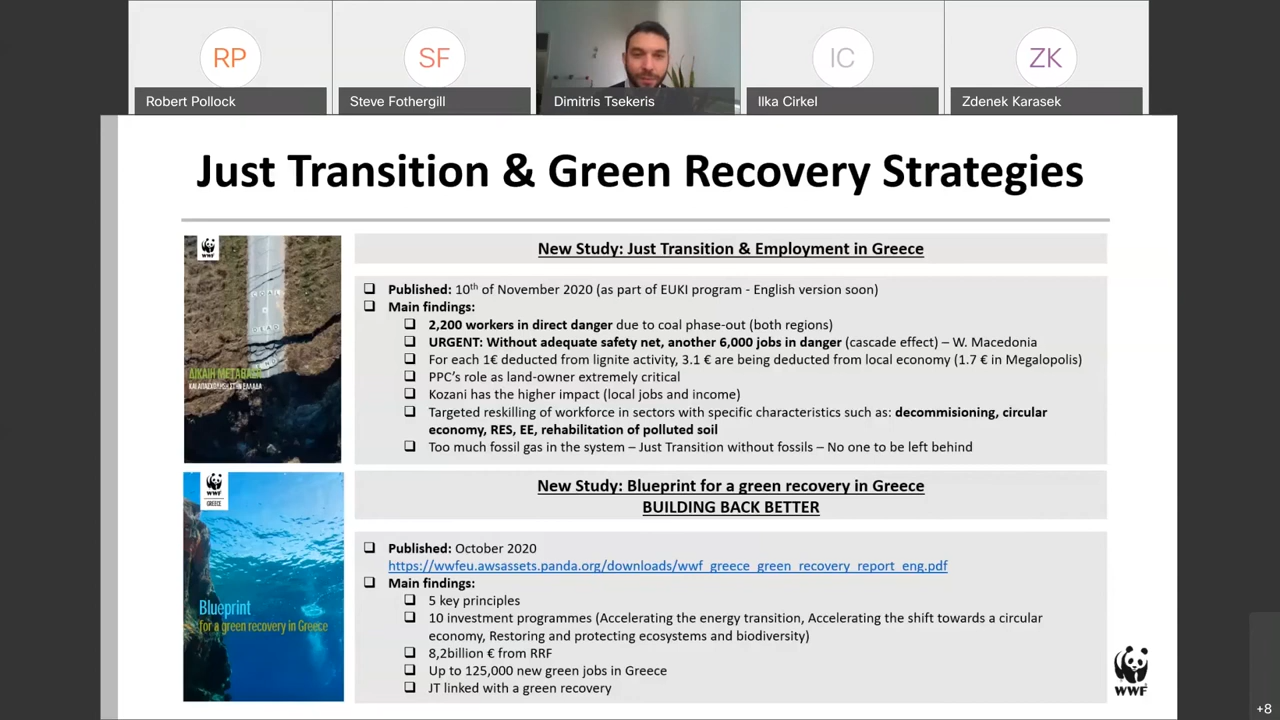 RP
SF
IC
ZK
Robert Pollock
Steve Fothergill
Dimitris Tsekeris
Ilka Cirkel
Zdenek Karasek
Just Transition & Green Recovery Strategies
WWF
COAL
IS
DEAD
ΔΙΚΑΙΗ ΜΕΤΑΒΑΣΗ
ΚΑΙ ΑΠΑΣΧΟΛΗΣΗ ΣΤΗΝ ΕΛΛΑΔΑ
New Study: Just Transition & Employment in Greece
❑ Published: 10th of November 2020 (as part of EUKI program - English version soon)
❑ Main findings:
❑ 2,200 workers in direct danger due to coal phase-out (both regions)
❑ URGENT: Without adequate safety net, another 6,000 jobs in danger (cascade effect) – W. Macedonia
❑ For each 1€ deducted from lignite activity, 3.1 € are being deducted from local economy (1.7 € in Megalopolis)
❑ PPC's role as land-owner extremely critical
❑ Kozani has the higher impact (local jobs and income)
❑ Targeted reskilling of workforce in sectors with specific characteristics such as: decommisioning, circular
economy, RES, EE, rehabilitation of polluted soil
❑ Too much fossil gas in the system – Just Transition without fossils – No one to be left behind
WWF
GREECE
Blueprint
for a green recovery in Greece
New Study: Blueprint for a green recovery in Greece
BUILDING BACK BETTER
❑ Published: October 2020
https://wwfeu.awsassets.panda.org/downloads/wwf_greece_green_recovery_report_eng.pdf
❑ Main findings:
❑ 5 key principles
❑ 10 investment programmes (Accelerating the energy transition, Accelerating the shift towards a circular
economy, Restoring and protecting ecosystems and biodiversity)
❑ 8,2billion € from RRF
❑ Up to 125,000 new green jobs in Greece
❑ JT linked with a green recovery
WWF
+8